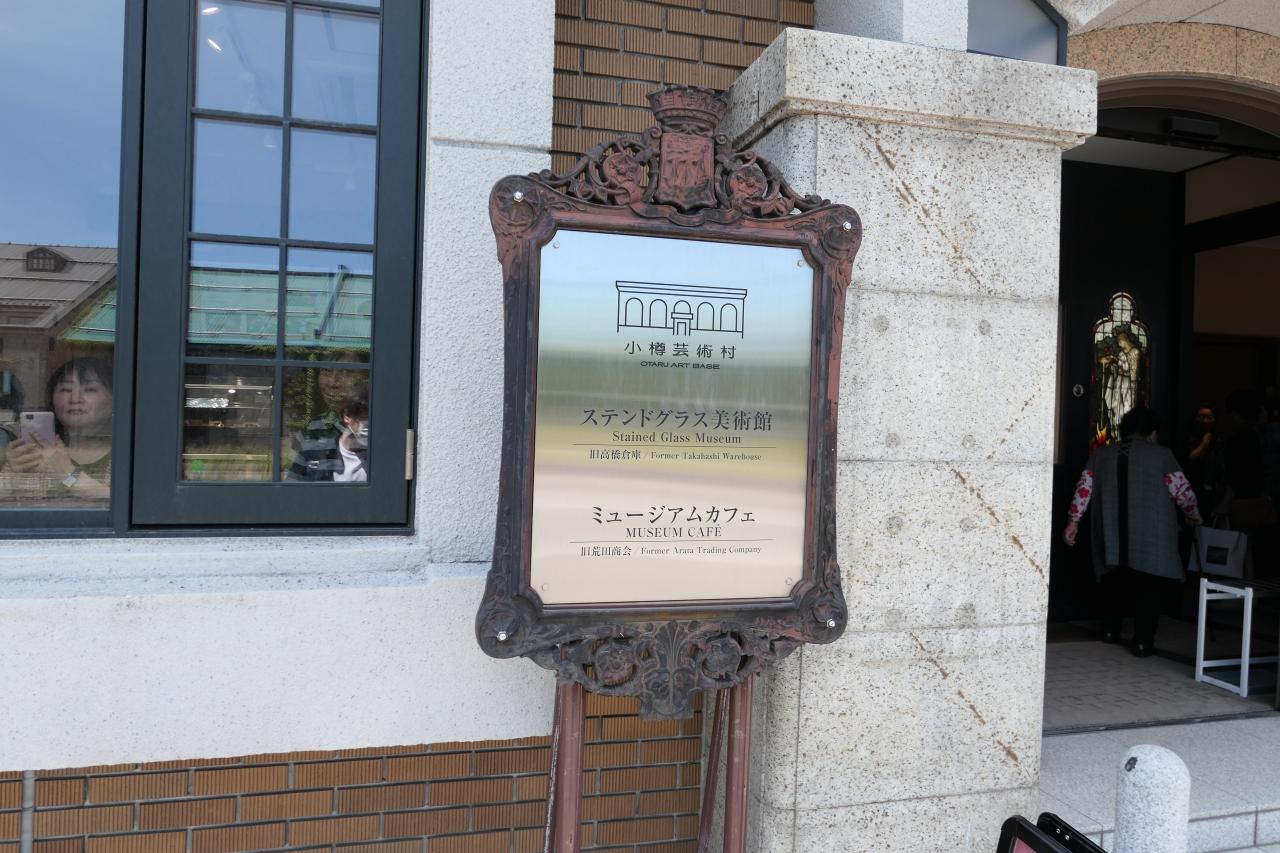 小樽芸術村
OTARU ART BASE
ステンドグラス美術館
Stained Glass Museum
旧高橋倉庫 / Former Takahashi Warehouse
ミュージアムカフェ
MUSEUM CAFÉ
旧荒田商会 / Former Arata Trading Company